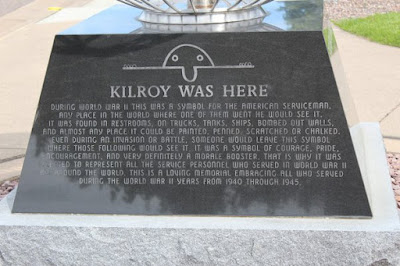 KILROY WAS HERE
DURING WORLD WAR II THIS WAS A SYMBOL FOR THE AMERICAN SERVICEMAN,
ANY PLACE IN THE WORLD WHERE ONE OF THEM WENT HE WOULD SEE IT.
IT WAS FOUND IN RESTROOMS, ON TRUCKS, TANKS, SHIPS, BOMBED OUT WALLS,
AND ALMOST ANY PLACE IT COULD BE PAINTED, PENNED, SCRATCHED OR CHALKED.
EVEN DURING AN INVASION OR BATTLE, SOMEONE WOULD LEAVE THIS SYMBOL
WHERE THOSE FOLLOWING WOULD SEE IT. IT WAS A SYMBOL OF COURAGE, PRIDE,
ENCOURAGEMENT, AND VERY DEFINITELY A MORALE BOOSTER. THAT IS WHY IT WAS
TO REPRESENT ALL THE SERVICE PERSONNEL WHO SERVED IN WORLD WAR II
AROUND THE WORLD. THIS IS A LOVING MEMORIAL EMBRACING ALL WHO SERVED
DURING THE WORLD WAR II YEARS FROM 1940 THROUGH 1945.